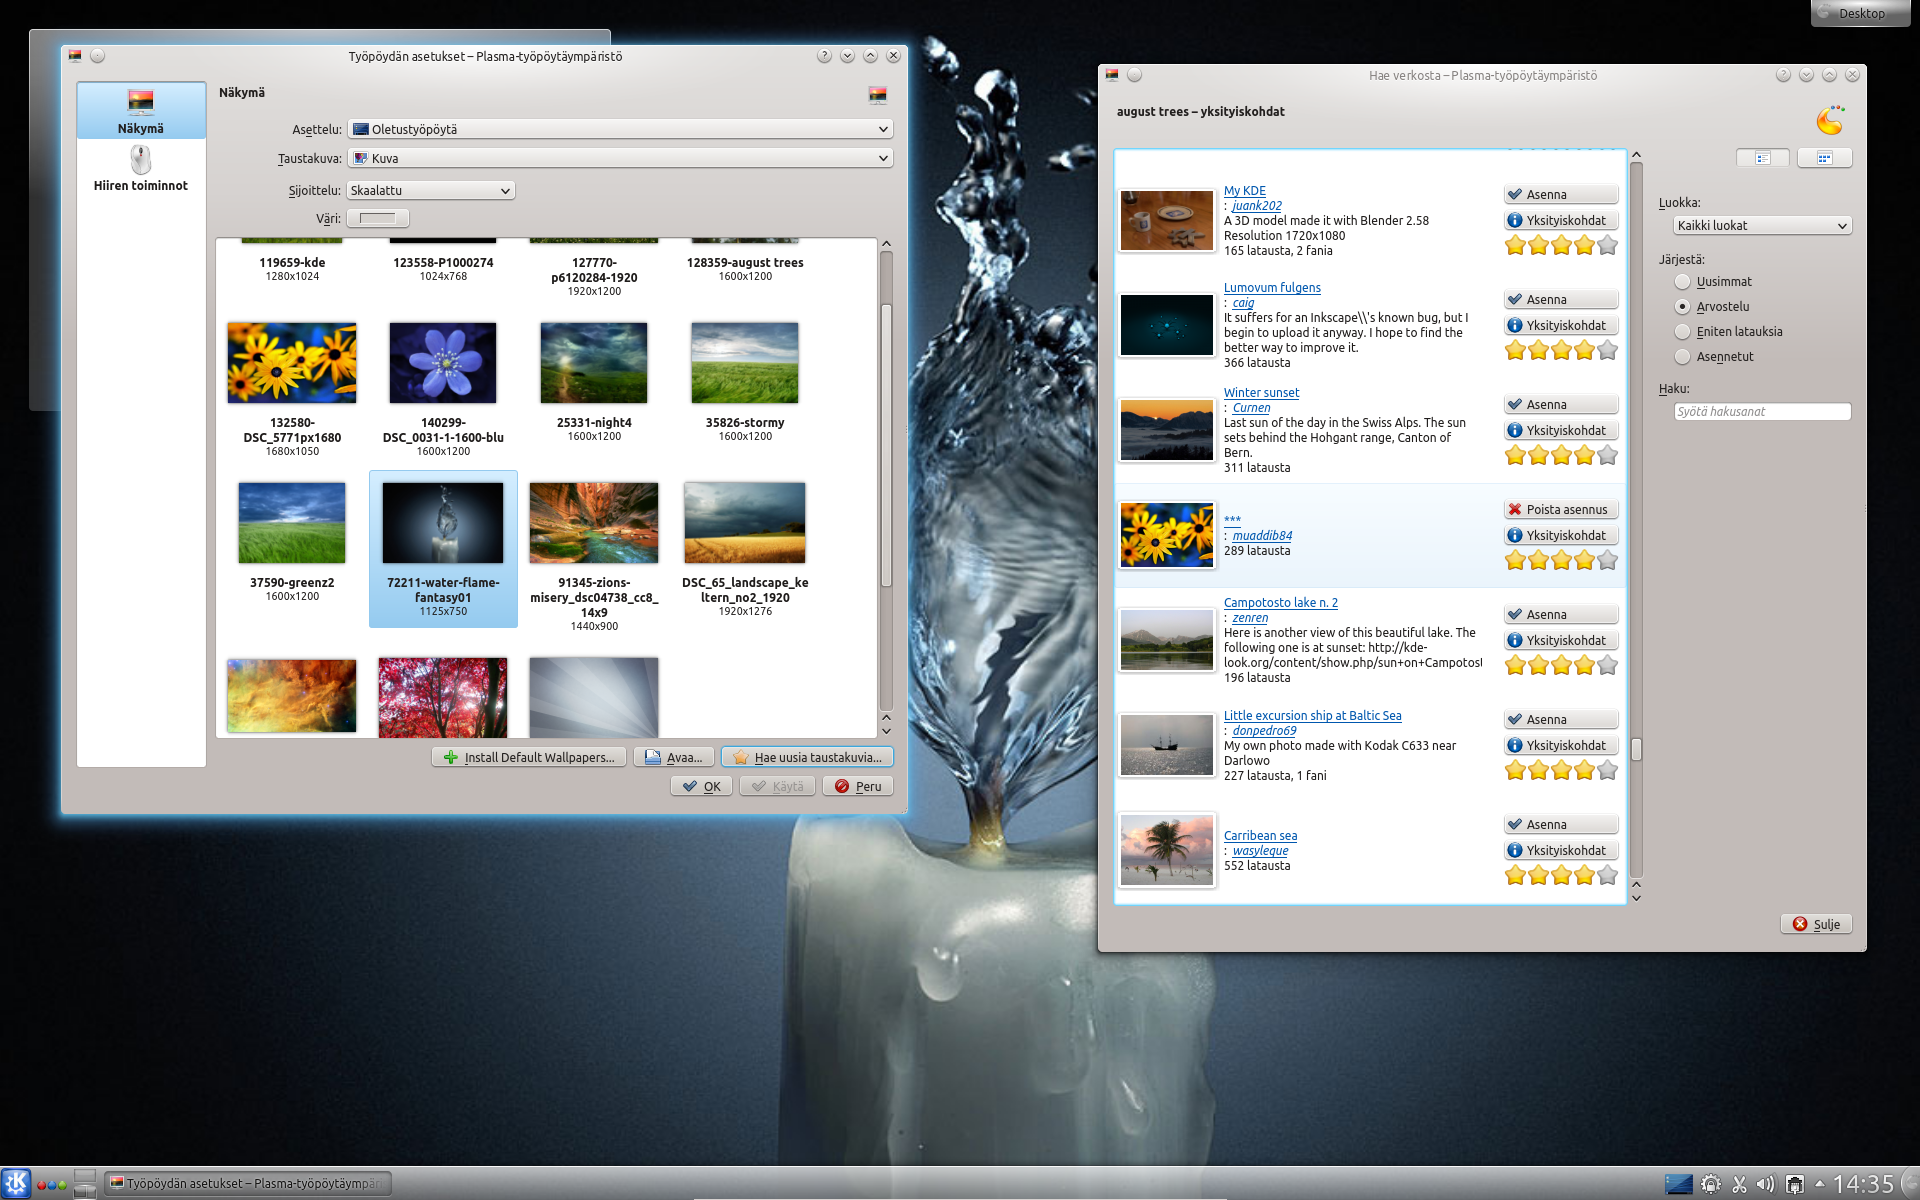 Desktop
Työpöydän asetukset – Plasma-työpöytäympäristö
Näkymä
Hiiren toiminnot
Näkymä
Asettelu:
Oletustyöpöytä
Taustakuva:
Kuva
Sijoittelu:
Skaalattu
Väri:
119659-kde
1280x1024
123558-P1000274
1024x768
127770-
p6120284-1920
1920x1200
128359-august trees
1600x1200
132580-
DSC_5771px1680
1680x1050
140299-
DSC_0031-1-1600-blu
1600x1200
25331-night4
1600x1200
35826-stormy
1600x1200
37590-greenz2
1600x1200
72211-water-flame-
fantasy01
1125x750
91345-zions-
misery_dsc04738_cc8_
14x9
1440x900
DSC_65_landscape_ke
ltern_no2_1920
1920x1276
Install Default Wallpapers...
Avaa...
Hae uusia taustakuvia...
OK
Käytä
Peru
Hae verkosta – Plasma-työpöytäympäristö
august trees – yksityiskohdat
My KDE
: juank202
A 3D model made it with Blender 2.58
Resolution 1720x1080
165 latausta, 2 fania
Asenna
Yksityiskohdat
Lumovum fulgens
: caig
It suffers for an Inkscape\\'s known bug, but I
begin to upload it anyway. I hope to find the
better way to improve it.
366 latausta
Asenna
Yksityiskohdat
Winter sunset
: Curnen
Last sun of the day in the Swiss Alps. The sun
sets behind the Hohgant range, Canton of
Bern.
311 latausta
Asenna
Yksityiskohdat
***
: muaddib84
289 latausta
Poista asennus
Yksityiskohdat
Campotosto lake n. 2
: zenren
Here is another view of this beautiful lake. The
following one is at sunset: http://kde-
look.org/content/show.php/sun+on+Campotost
196 latausta
Asenna
Yksityiskohdat
Little excursion ship at Baltic Sea
: donpedro69
My own photo made with Kodak C633 near
Darlowo
227 latausta, 1 fani
Asenna
Yksityiskohdat
Carribean sea
: wasyleque
552 latausta
Asenna
Yksityiskohdat
Luokka:
Kaikki luokat
Järjestä:
Uusimmat
Arvostelu
Eniten latauksia
Asennetut
Haku:
Syötä hakusanat
Sulje
Työpöydän asetukset – Plasma-työpöytäympäri
14:35